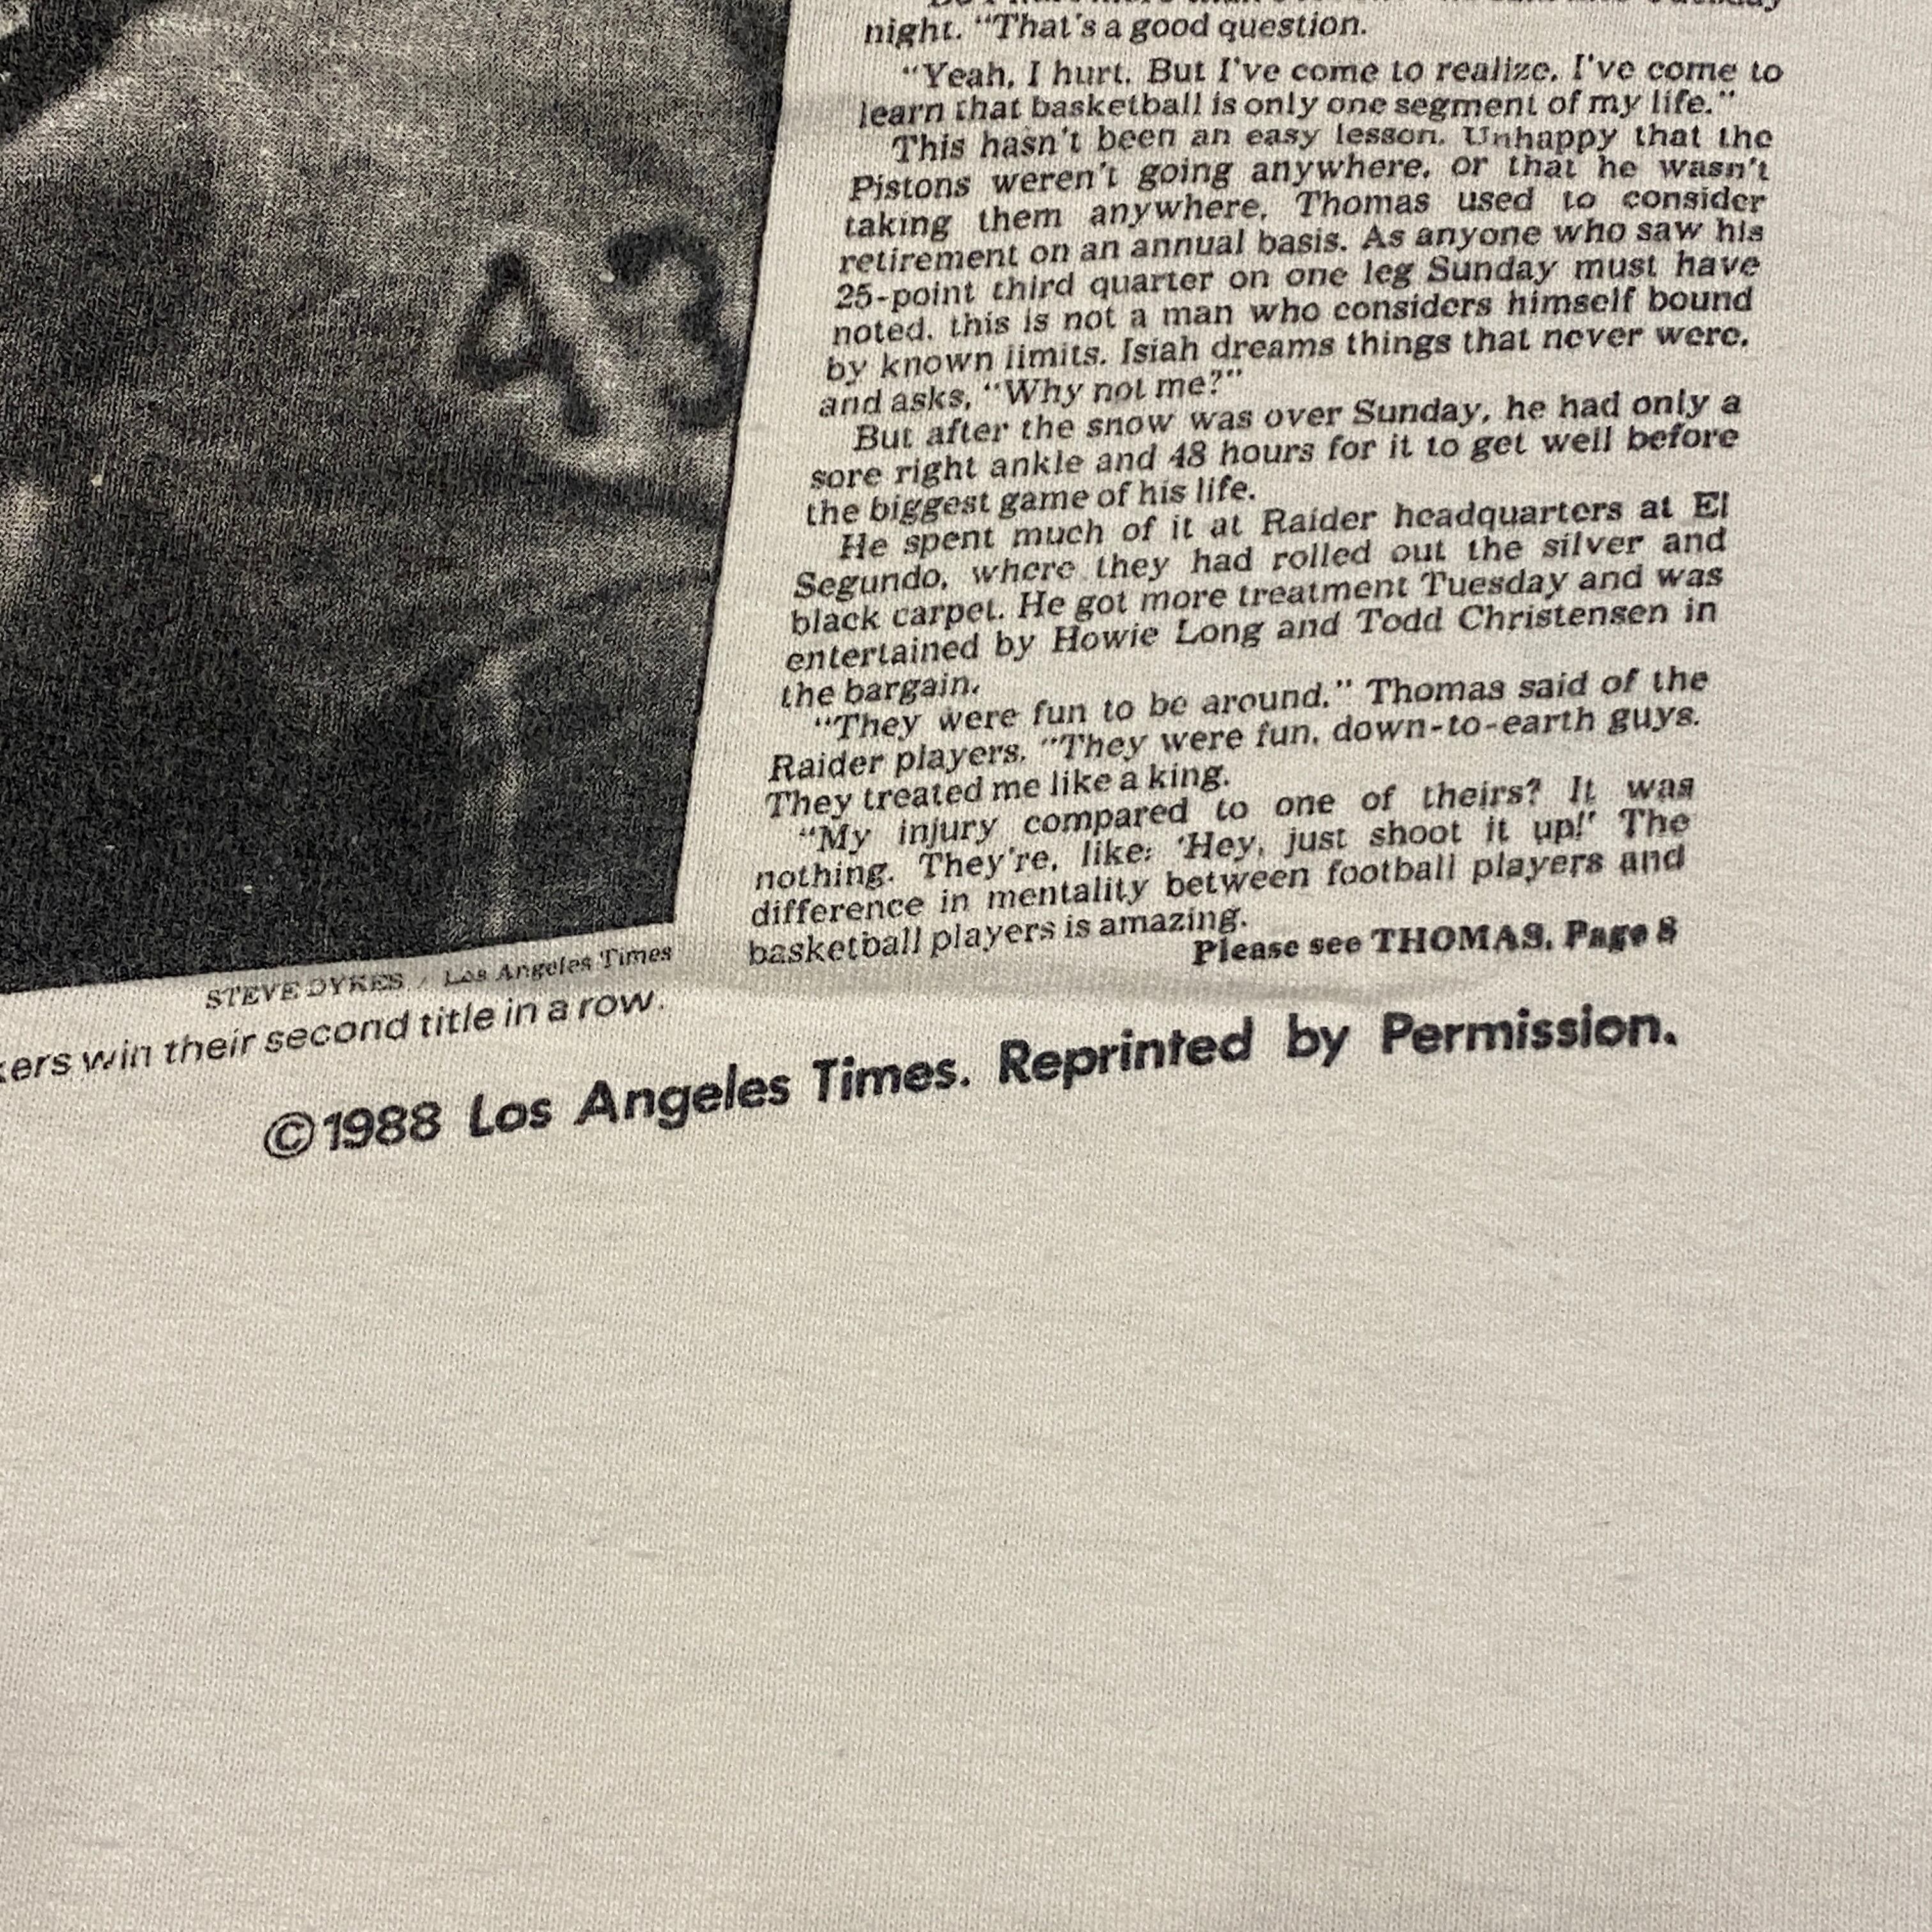 43
STEVE DYKES / Los Angeles Times
kers win their second title in a row.
night. "That's a good question.
"Yeah, I hurt. But I've come to realize, I've come to
learn that basketball is only one segment of my life."
This hasn't been an easy lesson. Unhappy that the
Pistons weren't going anywhere, or that he wasn't
taking them anywhere, Thomas used to consider
retirement on an annual basis. As anyone who saw his
25-point third quarter on one leg Sunday must have
noted, this is not a man who considers himself bound
by known limits. Isiah dreams things that never were,
and asks, "Why not me?"
But after the snow was over Sunday, he had only a
sore right ankle and 48 hours for it to get well before
the biggest game of his life.
He spent much of it at Raider headquarters at El
Segundo, where they had rolled out the silver and
black carpet. He got more treatment Tuesday and was
entertained by Howie Long and Todd Christensen in
the bargain.
"They were fun to be around," Thomas said of the
Raider players. "They were fun, down-to-earth guys.
They treated me like a king.
"My injury compared to one of theirs? It was
nothing. They're, like: 'Hey, just shoot it up!' The
difference in mentality between football players and
basketball players is amazing.
Please see THOMAS, Page 8
©1988 Los Angeles Times. Reprinted by Permission.